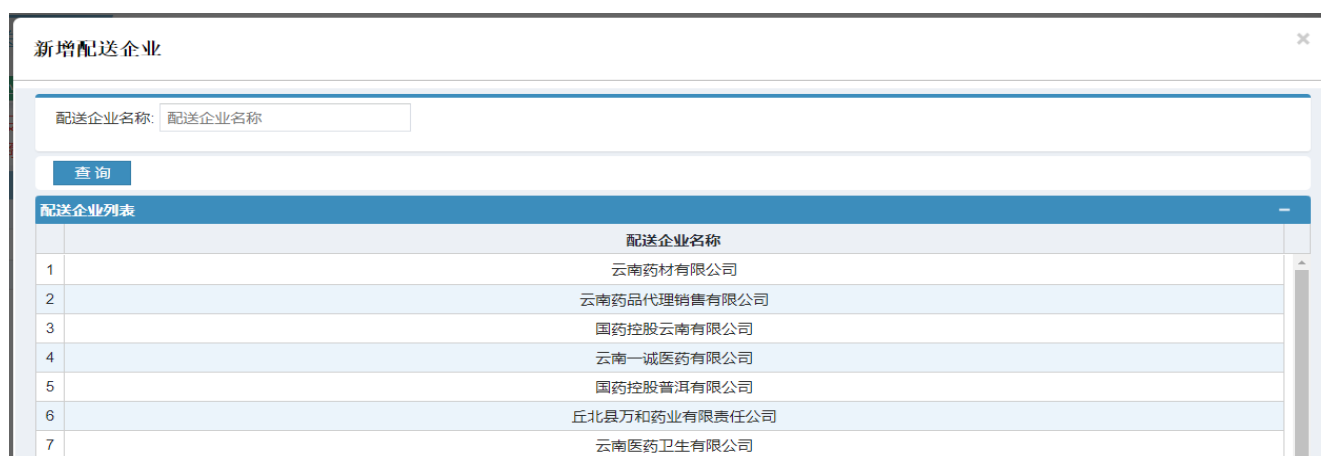 新增配送企业
×
配送企业名称: 配送企业名称
查询
配送企业列表
配送企业名称
1 云南药材有限公司
2 云南药品代理销售有限公司
3 国药控股云南有限公司
4 云南一诚医药有限公司
5 国药控股普洱有限公司
6 丘北县万和药业有限责任公司
7 云南医药卫生有限公司